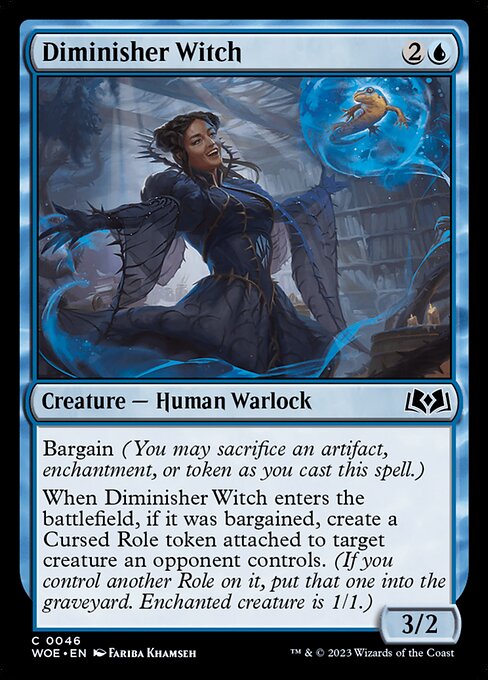 Diminisher Witch 2
Creature — Human Warlock
Bargain (You may sacrifice an artifact,
enchantment, or token as you cast this spell.)
When Diminisher Witch enters the
battlefield, if it was bargained, create a
Cursed Role token attached to target
creature an opponent controls. (If you
control another Role on it, put that one into the
graveyard. Enchanted creature is 1/1.)
3/2
C 0046
WOE • EN Fariba Khamseh
™ & © 2023 Wizards of the Coast